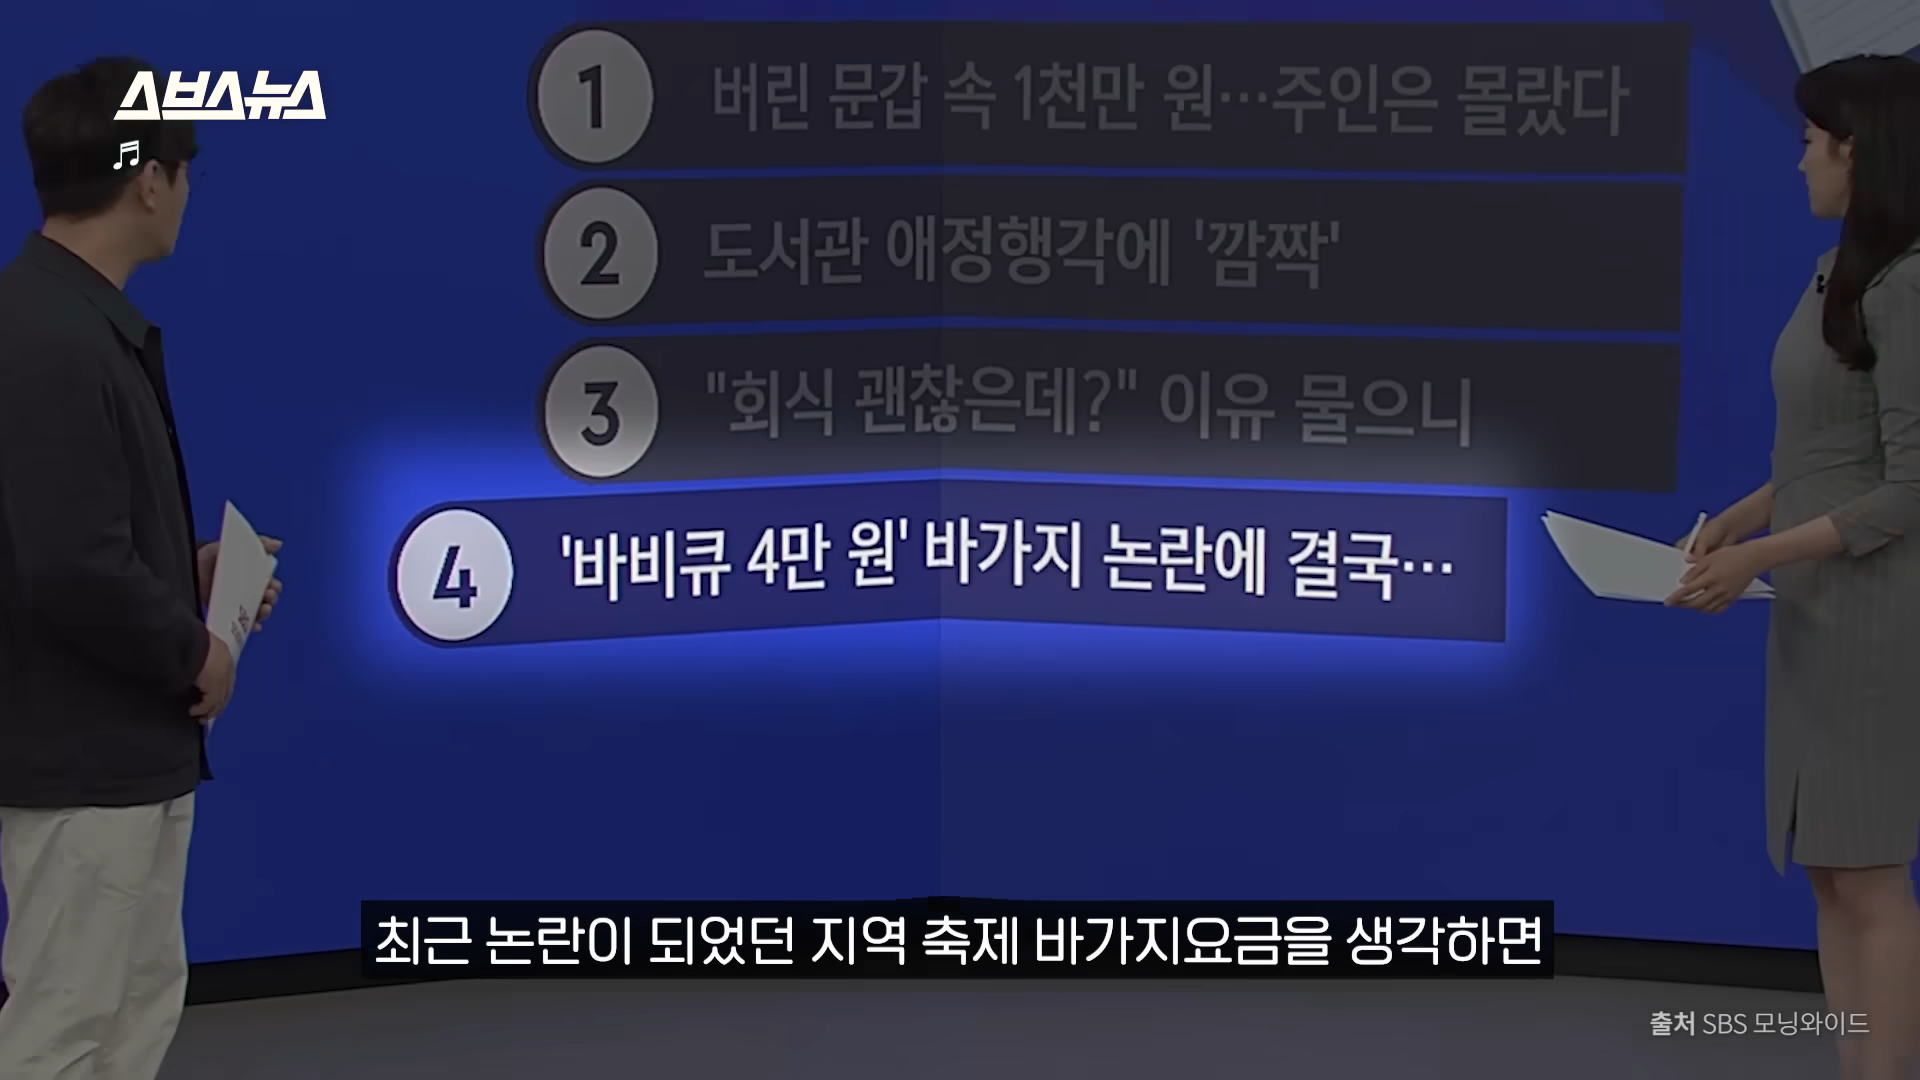 스브스뉴스
1 버린 문갑 속 1천만 원…주인은 몰랐다
2 도서관 애정행각에 '깜짝'
3 "회식 괜찮은데?" 이유 물으니
4 '바비큐 4만 원' 바가지 논란에 결국…
최근 논란이 되었던 지역 축제 바가지요금을 생각하면
출처 SBS 모닝와이드